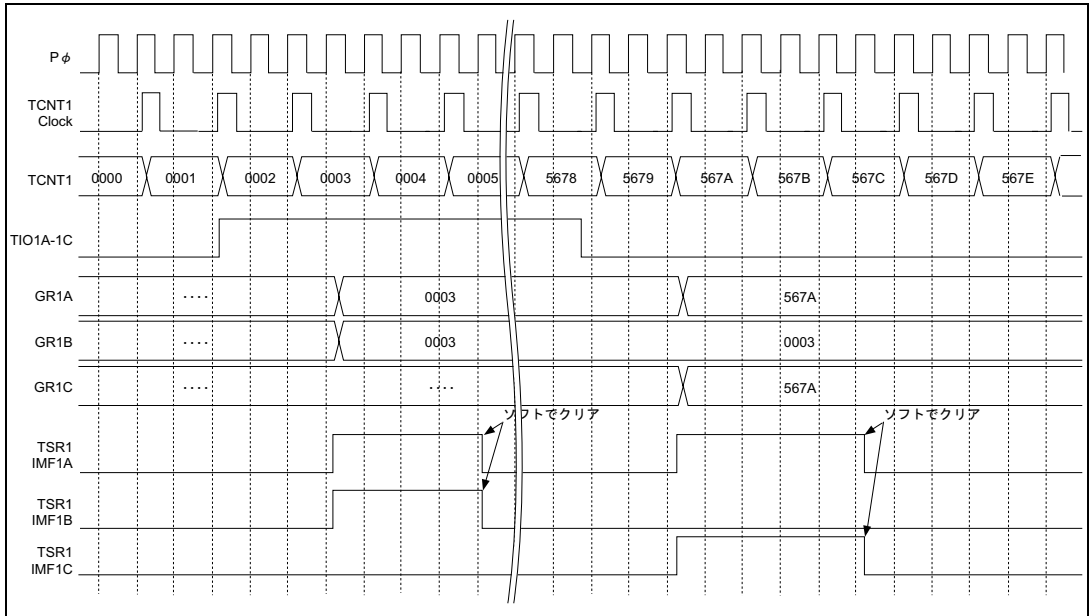 Pφ
TCNT1
Clock
TCNT1 0000 0001 0002 0003 0004 0005 5678 5679 567A 567B 567C 567D 567E
TIO1A-1C
GR1A ···· 0003 567A
GR1B ···· 0003 0003
GR1C ···· ···· 567A
ソフトでクリア ソフトでクリア
TSR1
IMF1A
TSR1
IMF1B
TSR1
IMF1C